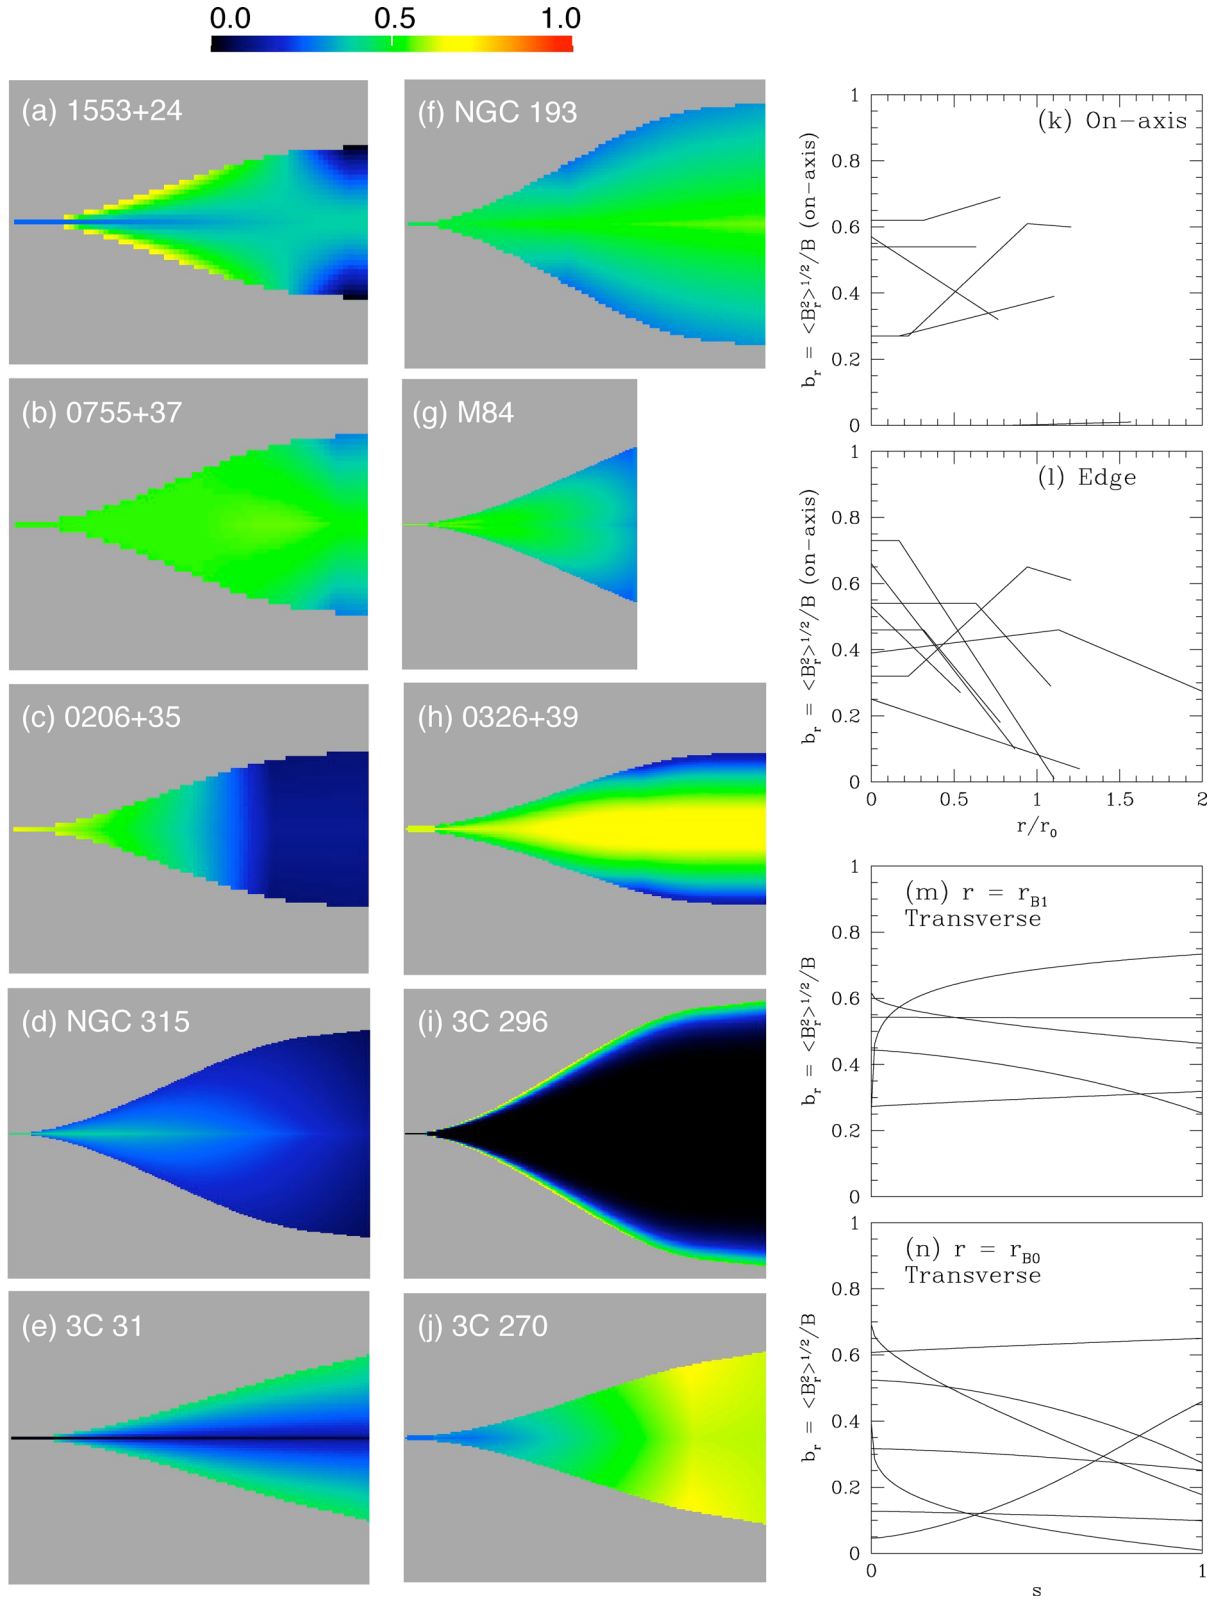 0.0 0.5 1.0
(a) 1553+24
(f) NGC 193
(b) 0755+37
(g) M84
(c) 0206+35
(h) 0326+39
(d) NGC 315
(i) 3C 296
(e) 3C 31
(j) 3C 270
(k) On-axis
b_r = <B_r^2>^1/2/B (on-axis)
1
0.8
0.6
0.4
0.2
0
(l) Edge
b_r = <B_r^2>^1/2/B (on-axis)
1
0.8
0.6
0.4
0.2
0
0 0.5 1 1.5 2
r/r_0
(m) r = r_B1
Transverse
b_r = <B_r^2>^1/2/B
1
0.8
0.6
0.4
0.2
0
(n) r = r_B0
Transverse
b_r = <B_r^2>^1/2/B
1
0.8
0.6
0.4
0.2
0
0 1
s